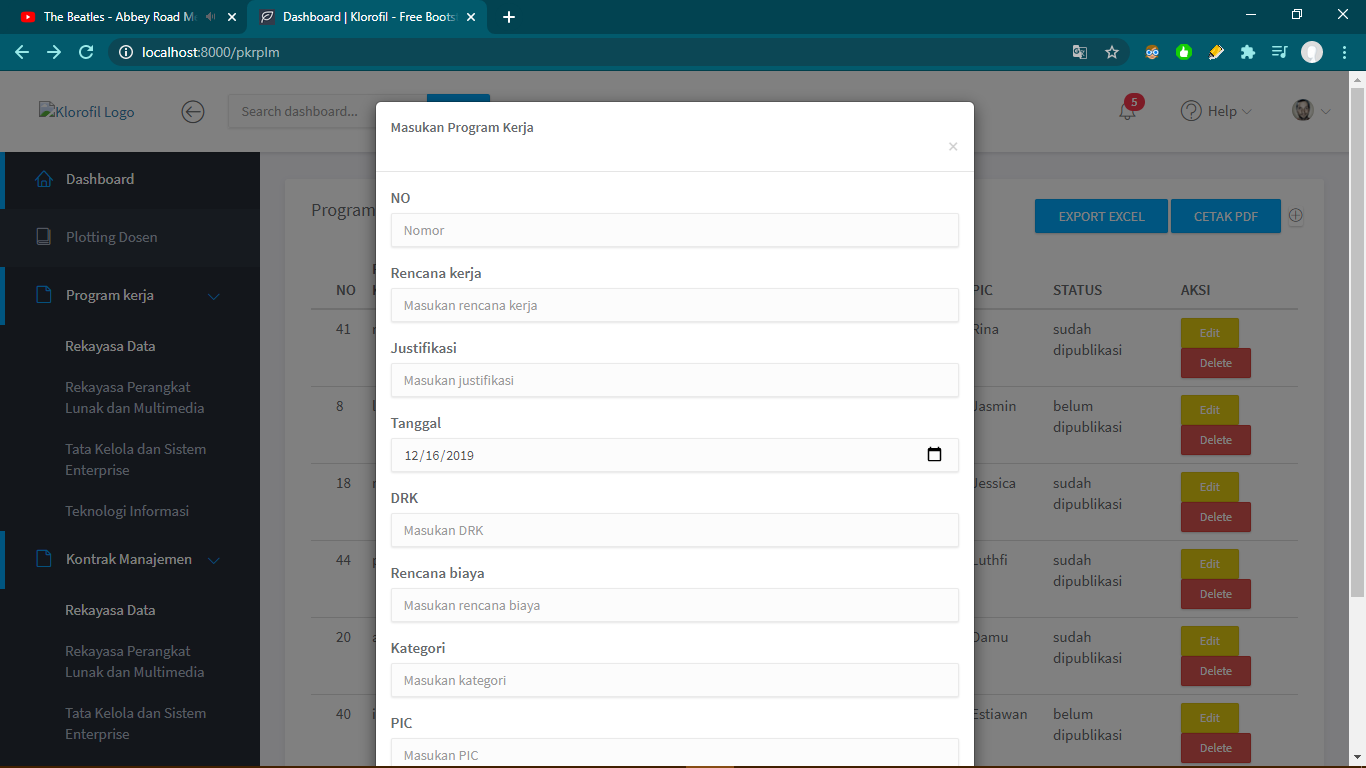 The Beatles - Abbey Road M
Dashboard | Klorofil - Free Boots
localhost:8000/pkrplm
Klorofil Logo
Search dashboard...
5
Help
Dashboard
Plotting Dosen
Program kerja
Rekayasa Data
Rekayasa Perangkat
Lunak dan Multimedia
Tata Kelola dan Sistem
Enterprise
Teknologi Informasi
Kontrak Manajemen
Rekayasa Data
Rekayasa Perangkat
Lunak dan Multimedia
Tata Kelola dan Sistem
Enterprise
Masukan Program Kerja
×
NO
Nomor
Rencana kerja
Masukan rencana kerja
Justifikasi
Masukan justifikasi
Tanggal
12/16/2019
DRK
Masukan DRK
Rencana biaya
Masukan rencana biaya
Kategori
Masukan kategori
PIC
Masukan PIC
Program
EXPORT EXCEL CETAK PDF
NO PIC STATUS AKSI
41 Rina sudah dipublikasi Edit Delete
8 Jasmin belum dipublikasi Edit Delete
18 Jessica sudah dipublikasi Edit Delete
44 Luthfi sudah dipublikasi Edit Delete
20 Damu sudah dipublikasi Edit Delete
40 Estiawan belum dipublikasi Edit Delete